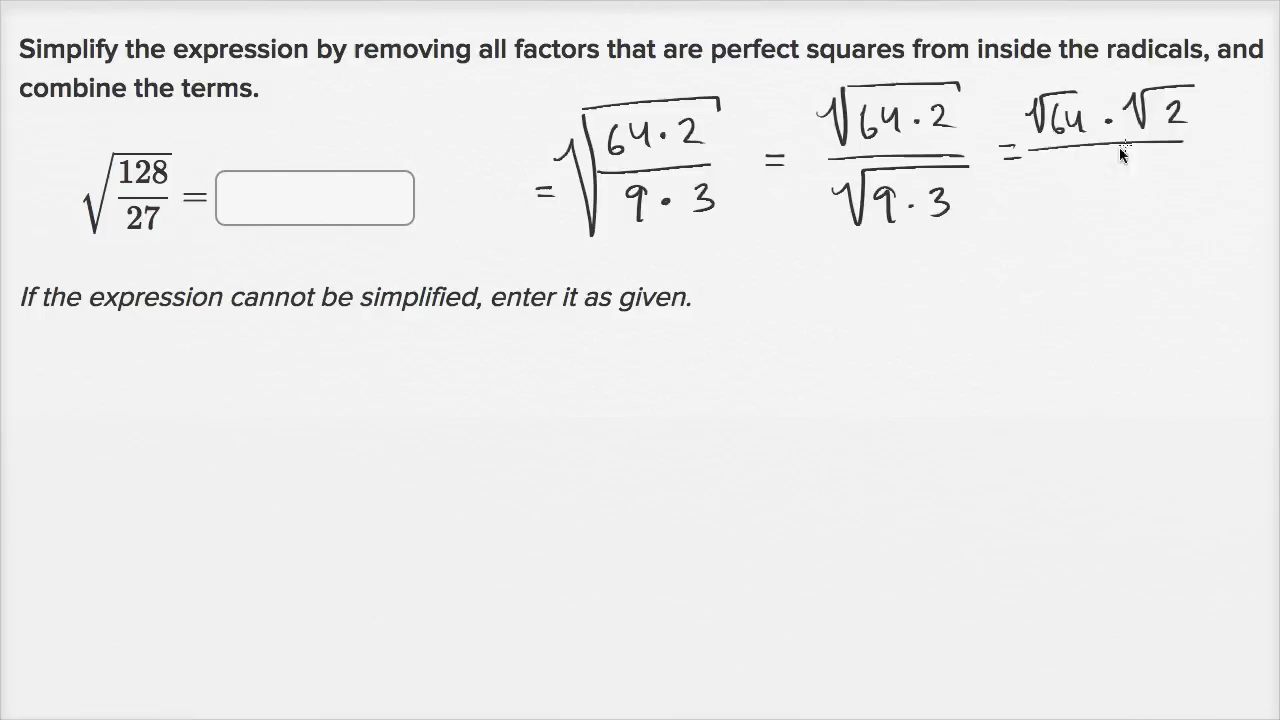 Simplify the expression by removing all factors that are perfect squares from inside the radicals, and
combine the terms.
√(128/27) =
= √(64·2/9·3) = √64·2/√9·3 = √64 · √2
If the expression cannot be simplified, enter it as given.